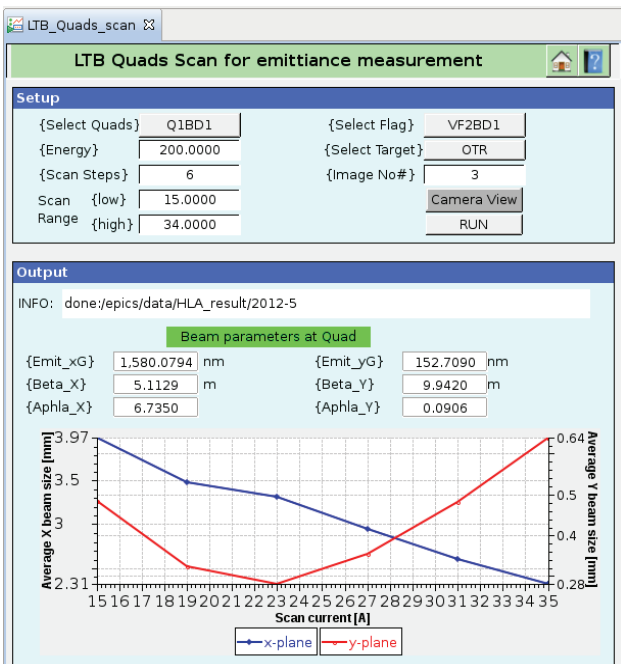 LTB_Quads_scan
LTB Quads Scan for emittiance measurement
Setup
{Select Quads} Q1BD1 {Select Flag} VF2BD1
{Energy} 200.0000 {Select Target} OTR
{Scan Steps} 6 {Image No#} 3
Scan Range {low} 15.0000 Camera View
{high} 34.0000 RUN
Output
INFO: done:/epics/data/HLA_result/2012-5
Beam parameters at Quad
{Emit_xG} 1,580.0794 nm {Emit_yG} 152.7090 nm
{Beta_X} 5.1129 m {Beta_Y} 9.9420 m
{Aphla_X} 6.7350 {Aphla_Y} 0.0906
Average X beam size [mm]
3.97
3.5
3
2.31
0.64
0.5
0.4
0.28
Average Y beam size [mm]
15 16 17 18 19 20 21 22 23 24 25 26 27 28 29 30 31 32 33 34 35
Scan current [A]
x-plane y-plane